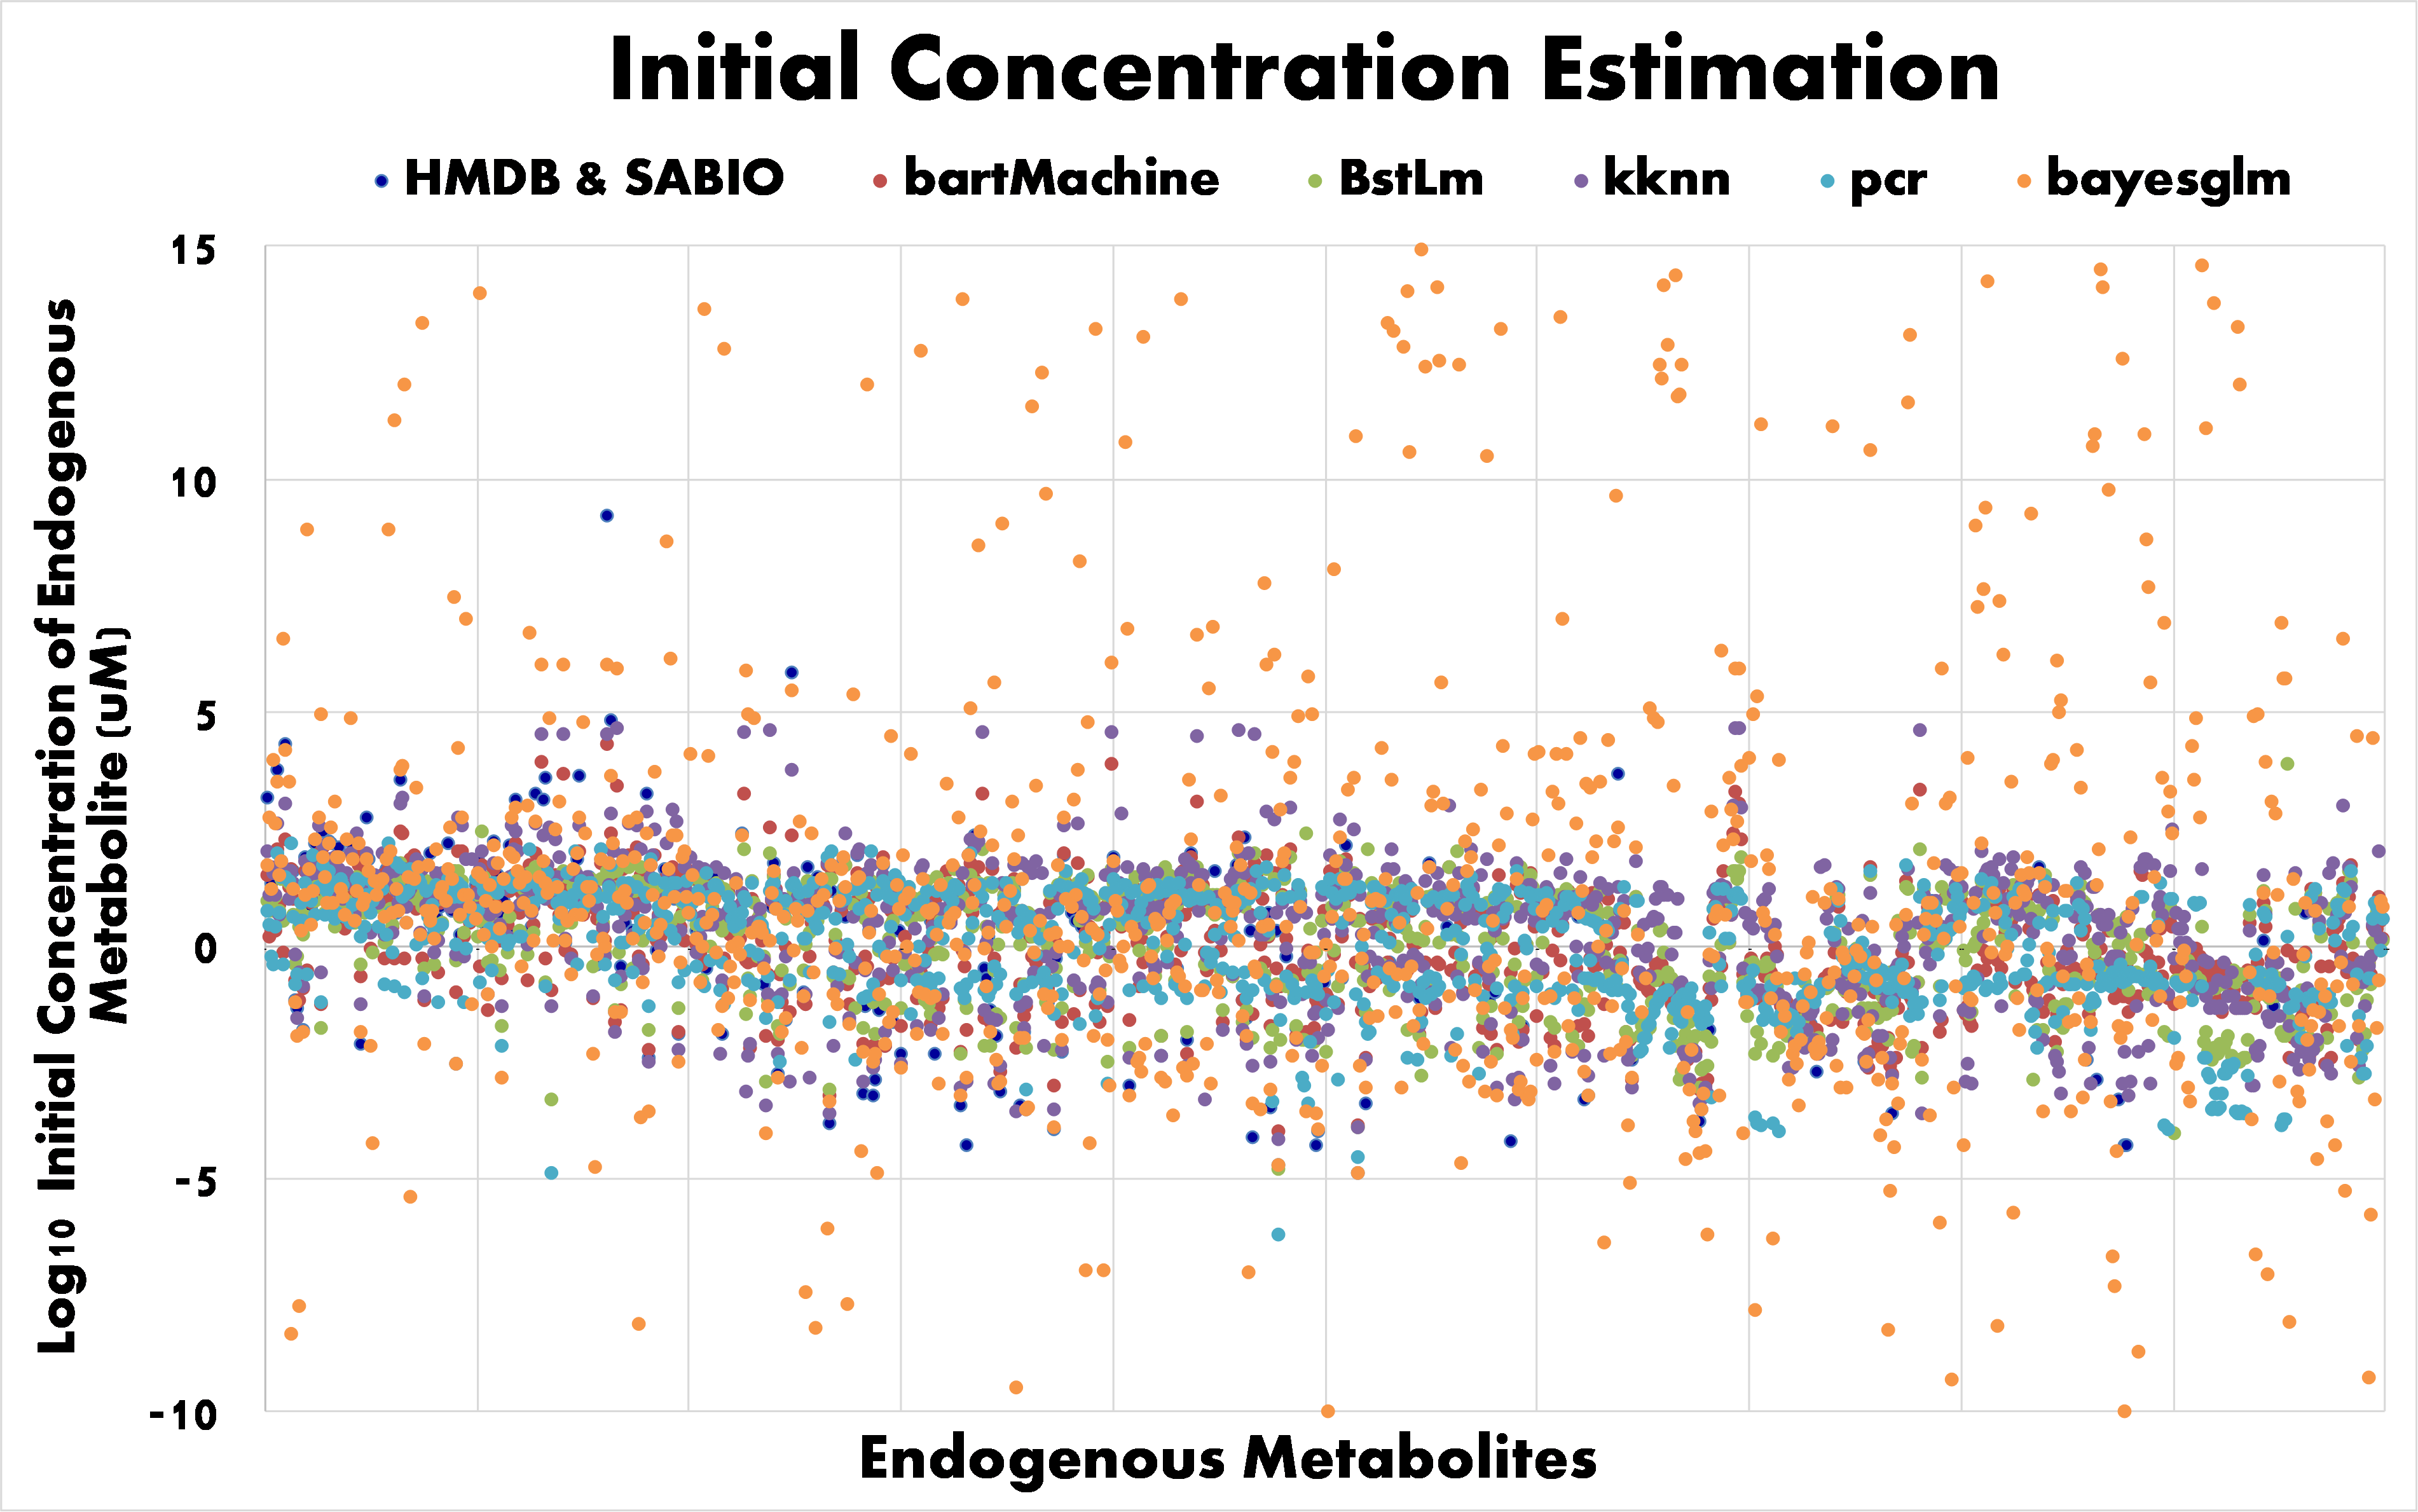 Initial Concentration Estimation
HMDB & SABIO bartMachine BstLm kknn pcr bayesglm
Log10 Initial Concentration of Endogenous
Metabolite (uM)
15
10
5
0
-5
-10
Endogenous Metabolites